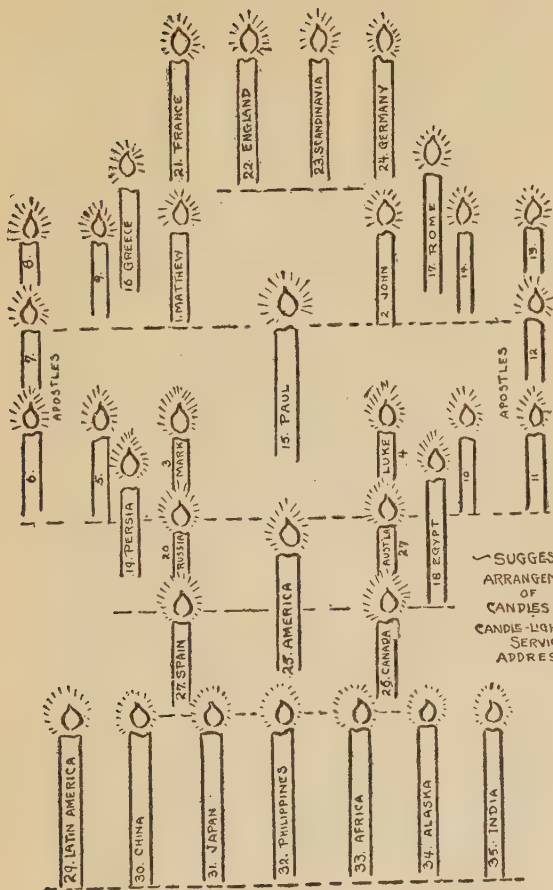 21. FRANCE
22. ENGLAND
23. SCANDINAVIA
24. GERMANY
16 GREECE
17. ROME
8.
9.
1. MATTHEW
2. JOHN
14.
13.
7.
15. PAUL
12
APOSTLES
APOSTLES
6.
5.
3
MARK
LUKE
4
10
11
19. PERSIA
20
RUSSIA
25. AMERICA
AUST'LA
27
18 EGYPT
27. SPAIN
26. CANADA
SUGGES
ARRANGEM
OF
CANDLES
CANDLE-LIGH
SERVIC
ADDRES
29. LATIN AMERICA
30. CHINA
31. JAPAN.
32. PHILIPPINES
33. AFRICA
34. ALASKA
35. INDIA